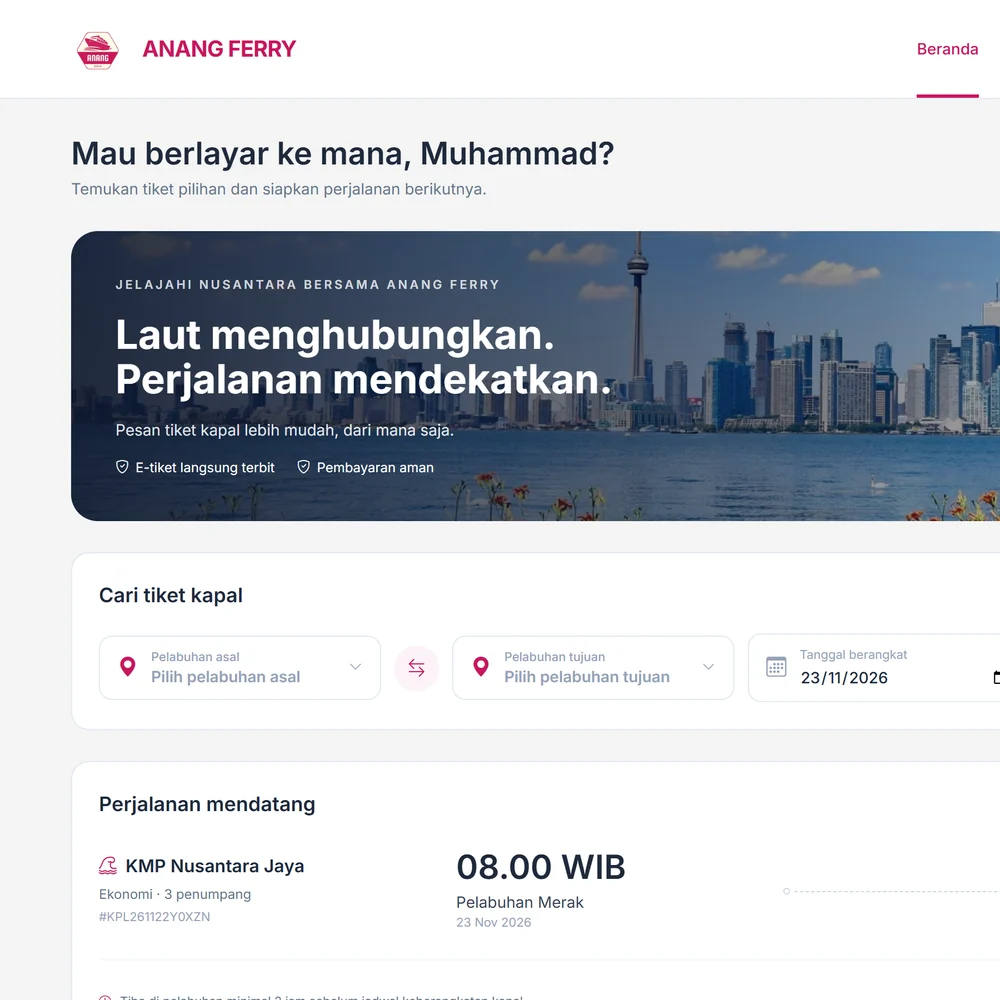 ANANG
ANANG FERRY
Beranda
Mau berlayar ke mana, Muhammad?
Temukan tiket pilihan dan siapkan perjalanan berikutnya.
JELAJAHI NUSANTARA BERSAMA ANANG FERRY
Laut menghubungkan.
Perjalanan mendekatkan.
Pesan tiket kapal lebih mudah, dari mana saja.
E-tiket langsung terbit
Pembayaran aman
Cari tiket kapal
Pelabuhan asal
Pilih pelabuhan asal
Pelabuhan tujuan
Pilih pelabuhan tujuan
Tanggal berangkat
23/11/2026
Perjalanan mendatang
KMP Nusantara Jaya
Ekonomi · 3 penumpang
#KPL261122Y0XZN
08.00 WIB
Pelabuhan Merak
23 Nov 2026